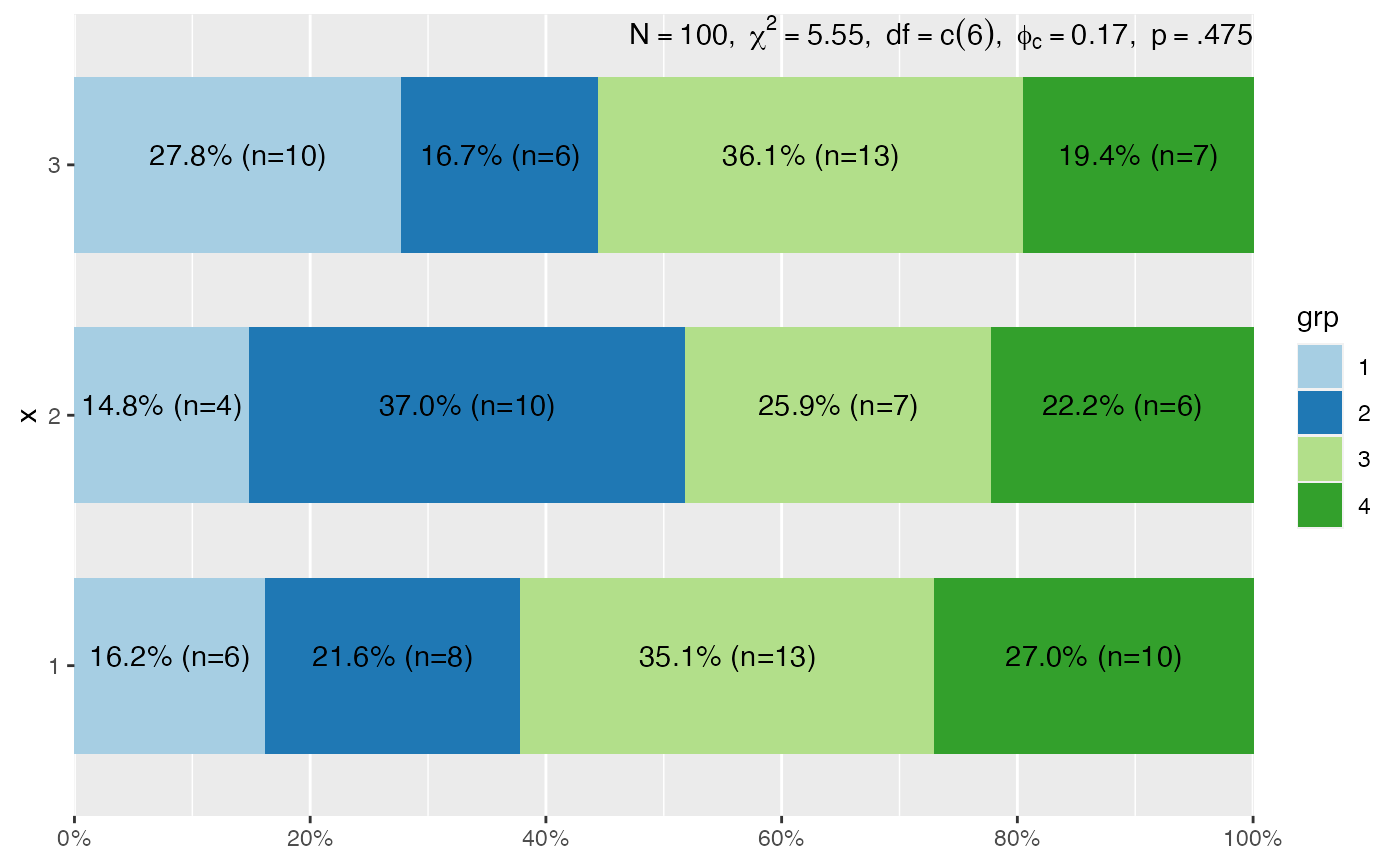 N = 100, χ² = 5.55, df = c(6), ϕc = 0.17, p = .475
3
27.8% (n=10) 16.7% (n=6) 36.1% (n=13) 19.4% (n=7)
x
2
14.8% (n=4) 37.0% (n=10) 25.9% (n=7) 22.2% (n=6)
1
16.2% (n=6) 21.6% (n=8) 35.1% (n=13) 27.0% (n=10)
0% 20% 40% 60% 80% 100%
grp
1
2
3
4